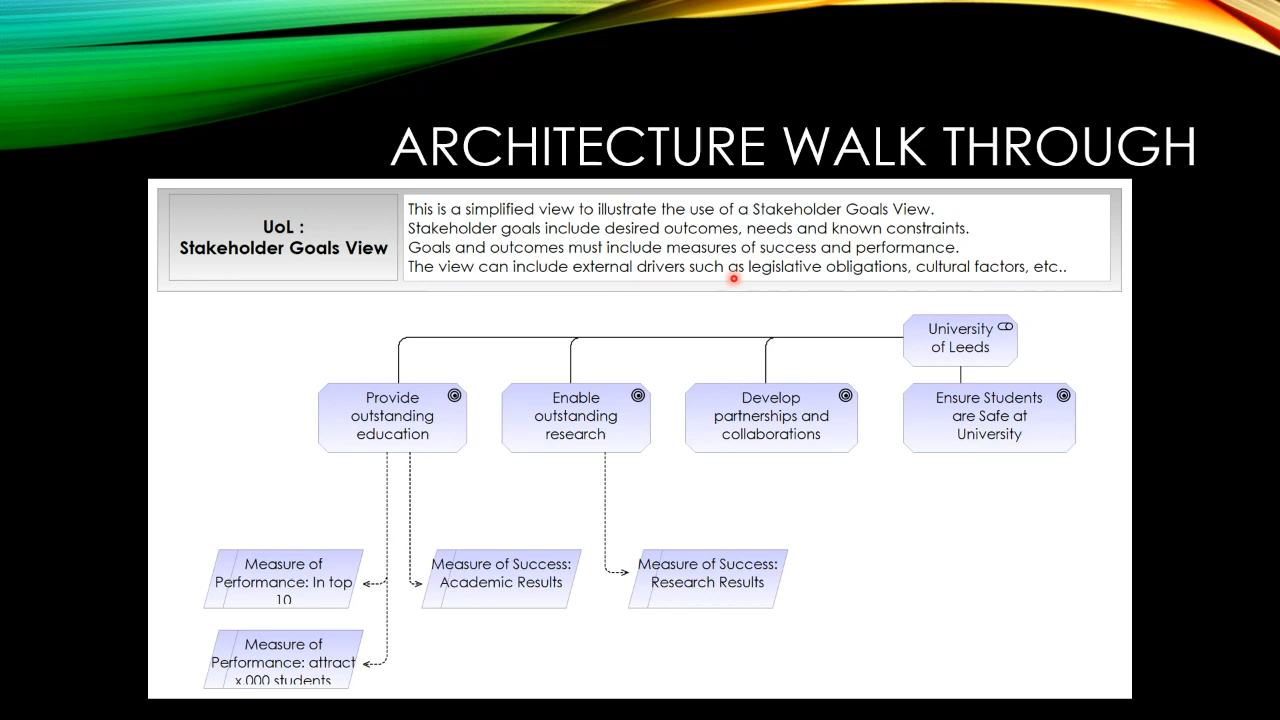 ARCHITECTURE WALK THROUGH
UoL :
Stakeholder Goals View
This is a simplified view to illustrate the use of a Stakeholder Goals View.
Stakeholder goals include desired outcomes, needs and known constraints.
Goals and outcomes must include measures of success and performance.
The view can include external drivers such as legislative obligations, cultural factors, etc..
University
of Leeds
Provide
outstanding
education
Enable
outstanding
research
Develop
partnerships and
collaborations
Ensure Students
are Safe at
University
Measure of
Performance: In top
10
Measure of Success:
Academic Results
Measure of Success:
Research Results
Measure of
Performance: attract
x,000 students